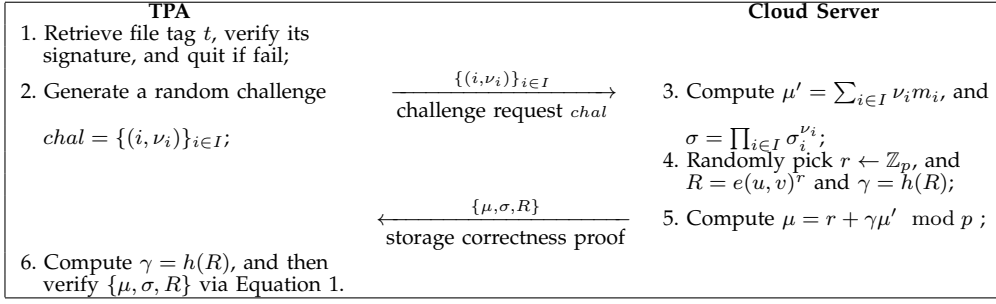 TPA
Cloud Server
1. Retrieve file tag t, verify its
signature, and quit if fail;
2. Generate a random challenge
chal = {(i, ν_i)}_{i∈I};
{(i,ν_i)}_{i∈I}
challenge request chal
3. Compute μ′ = ∑_{i∈I} ν_i m_i, and
σ = ∏_{i∈I} σ_i^{ν_i};
4. Randomly pick r ← ℤ_p, and
R = e(u, v)^r and γ = h(R);
{μ,σ,R}
storage correctness proof
5. Compute μ = r + γμ′ mod p ;
6. Compute γ = h(R), and then
verify {μ, σ, R} via Equation 1.